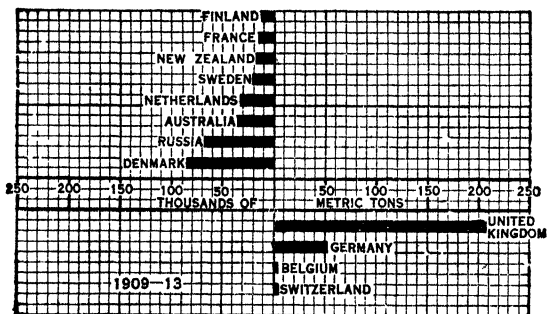 FINLAND
FRANCE
NEW ZEALAND
SWEDEN
NETHERLANDS
AUSTRALIA
RUSSIA
DENMARK
250 200 150 100 50 0 50 100 150 200 250
THOUSANDS OF METRIC TONS
UNITED
KINGDOM
GERMANY
BELGIUM
1909-13 SWITZERLAND